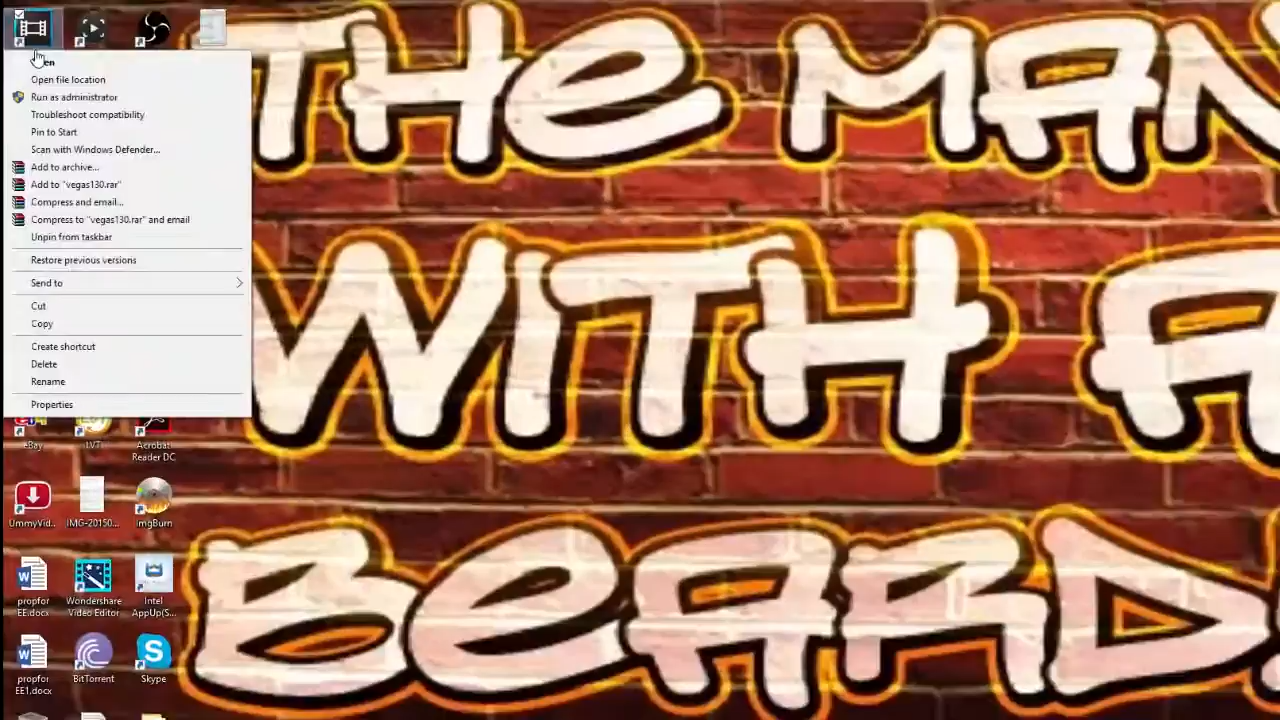 THE MAN
WITH A
BEARD
Open file location
Run as administrator
Troubleshoot compatibility
Pin to Start
Scan with Windows Defender...
Add to archive...
Add to "vegas130.rar"
Compress and email...
Compress to "vegas130.rar" and email
Unpin from taskbar
Restore previous versions
Send to
Cut
Copy
Create shortcut
Delete
Rename
Properties
eBay
Acrobat
Reader DC
UmmyVid...
IMG-20150...
ImgBurn
propfor
EE.docx
Wondershare
Video Editor
Intel
AppUp(S...
propfor
EE1.docx
BitTorrent
Skype